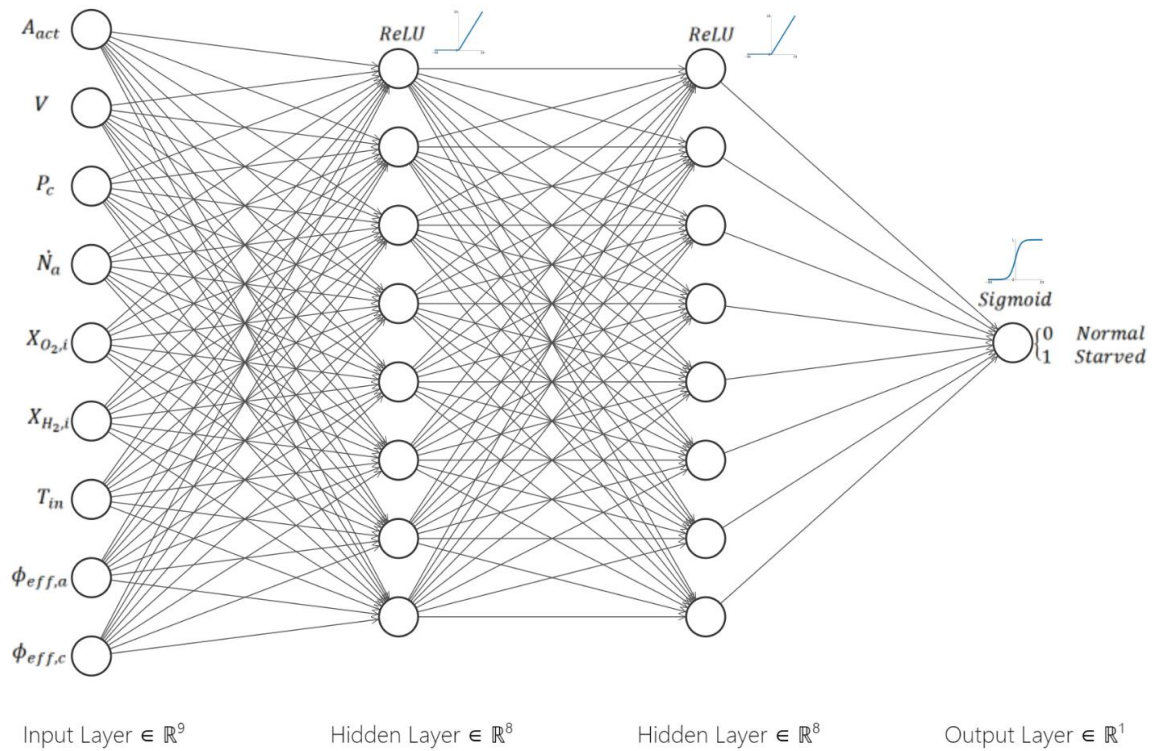 A_act
V
P_c
Ṅ_a
X_O₂,i
X_H₂,i
T_in
ϕ_eff,a
ϕ_eff,c
ReLU
ReLU
Sigmoid
{0 Normal
1 Starved
Input Layer ∈ ℝ⁹
Hidden Layer ∈ ℝ⁸
Hidden Layer ∈ ℝ⁸
Output Layer ∈ ℝ¹